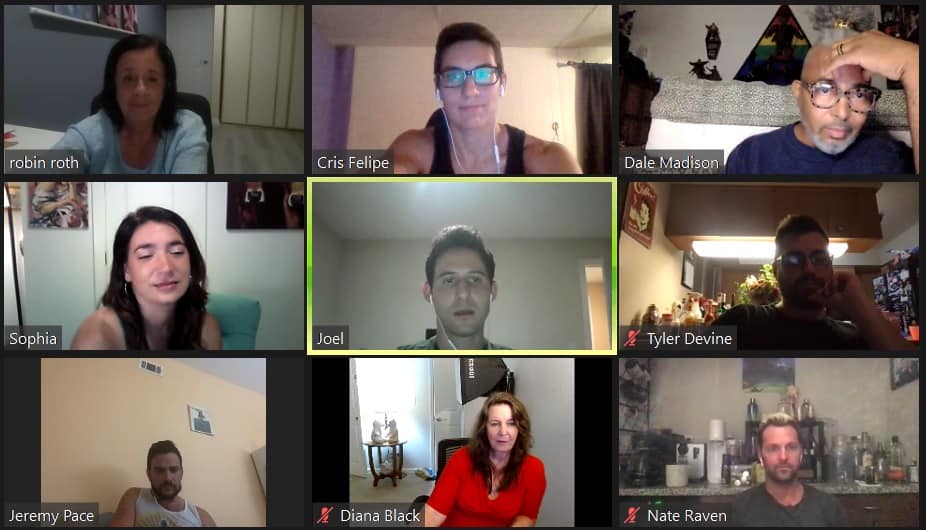 robin roth
Cris Felipe
Dale Madison
Sophia
Joel
Tyler Devine
Jeremy Pace
Diana Black
Nate Raven